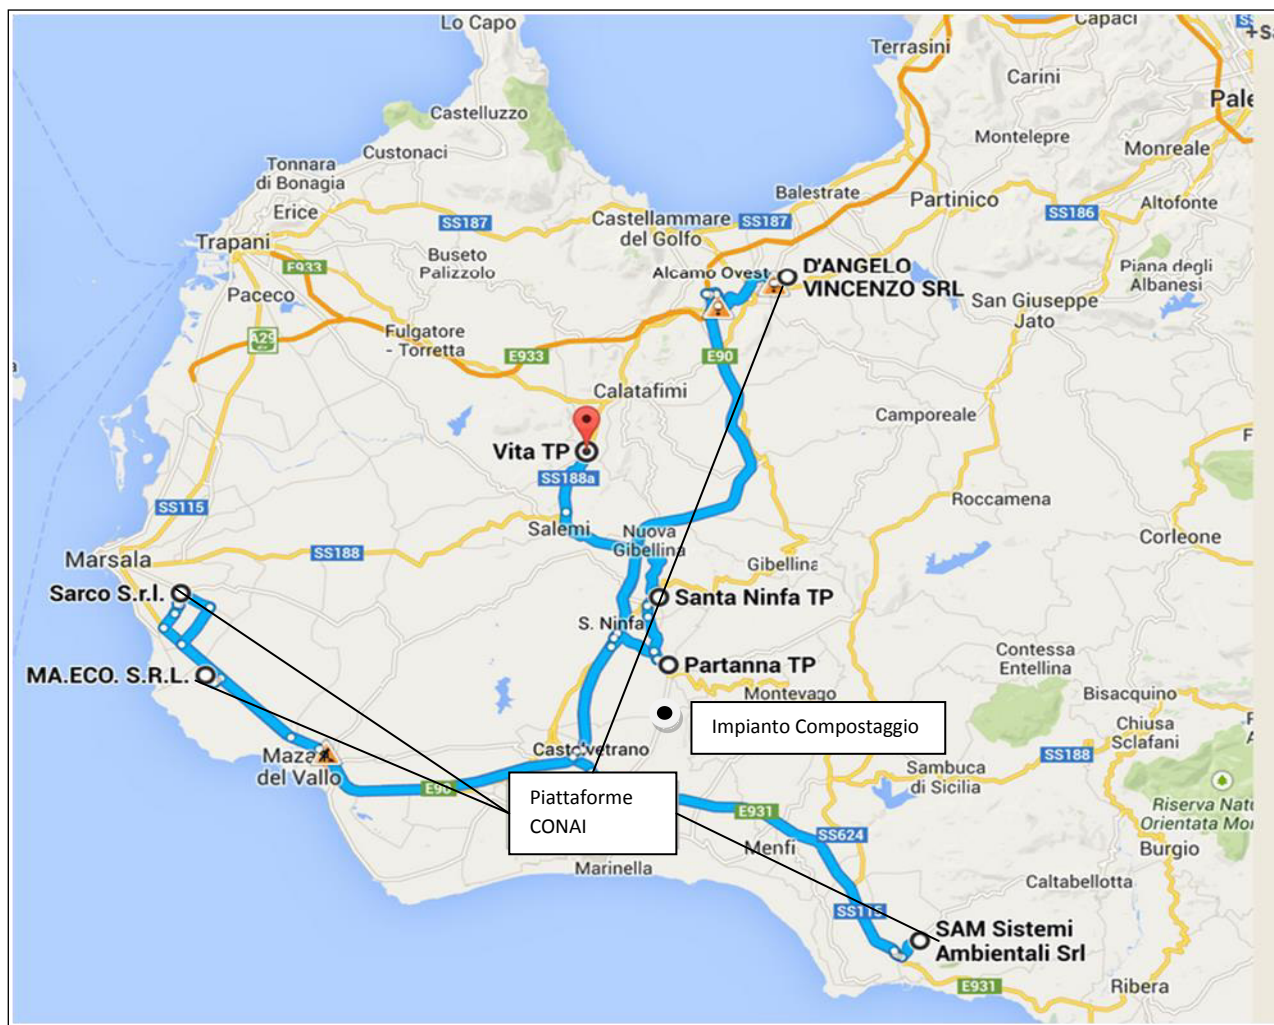 Lo Capo
Capaci
Terrasini
Carini
Castelluzzo
Montelepre
Custonaci
Monreale
Tonnara
di Bonagia
Balestrate
Partinico
Altofonte
Erice
SS187
Castellammare
del Golfo
SS187
SS186
Trapani
Buseto
Palizzolo
Alcamo Ovest
D'ANGELO
VINCENZO SRL
Piana degli
Albanesi
E933
Paceco
San Giuseppe
Jato
A29
Fulgatore
- Torretta
E933
E90
Calatafimi
Camporeale
Vita TP
SS188a
SS115
Roccamena
Salemi
Nuova
Gibellina
Corleone
Marsala
SS188
Gibellina
Sarco S.r.l.
Santa Ninfa TP
S. Ninfa
Contessa
Entellina
MA.ECO. S.R.L.
Partanna TP
Montevago
Bisacquino
Impianto Compostaggio
Chiusa
Sclafani
Castelvetrano
SS188
del Vallo
Sambuca
di Sicilia
E90
Piattaforme
CONAI
E931
SS624
Menfi
Burgio
Marinella
Caltabellotta
SS115
SAM Sistemi
Ambientali Srl
E931
Ribera